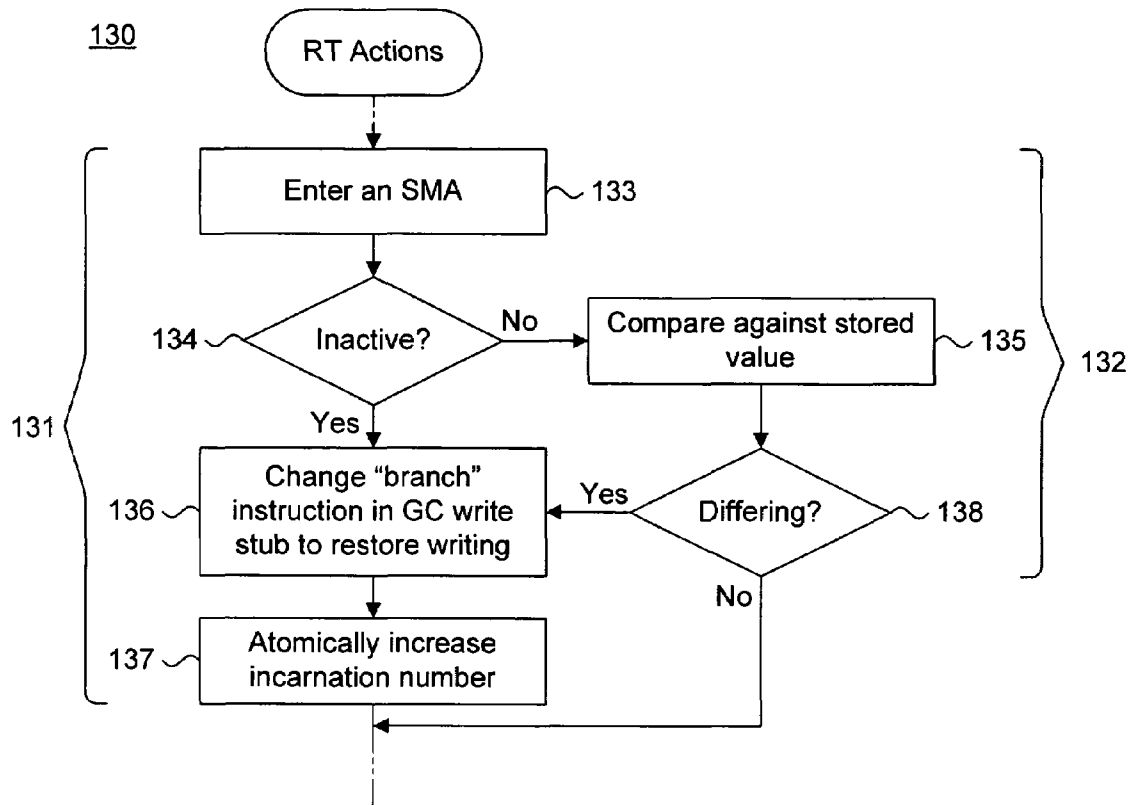 130
RT Actions
Enter an SMA
133
134
Inactive?
No
Compare against stored
value
135
132
131
Yes
136
Change “branch”
instruction in GC write
stub to restore writing
Yes
Differing?
138
No
137
Atomically increase
incarnation number